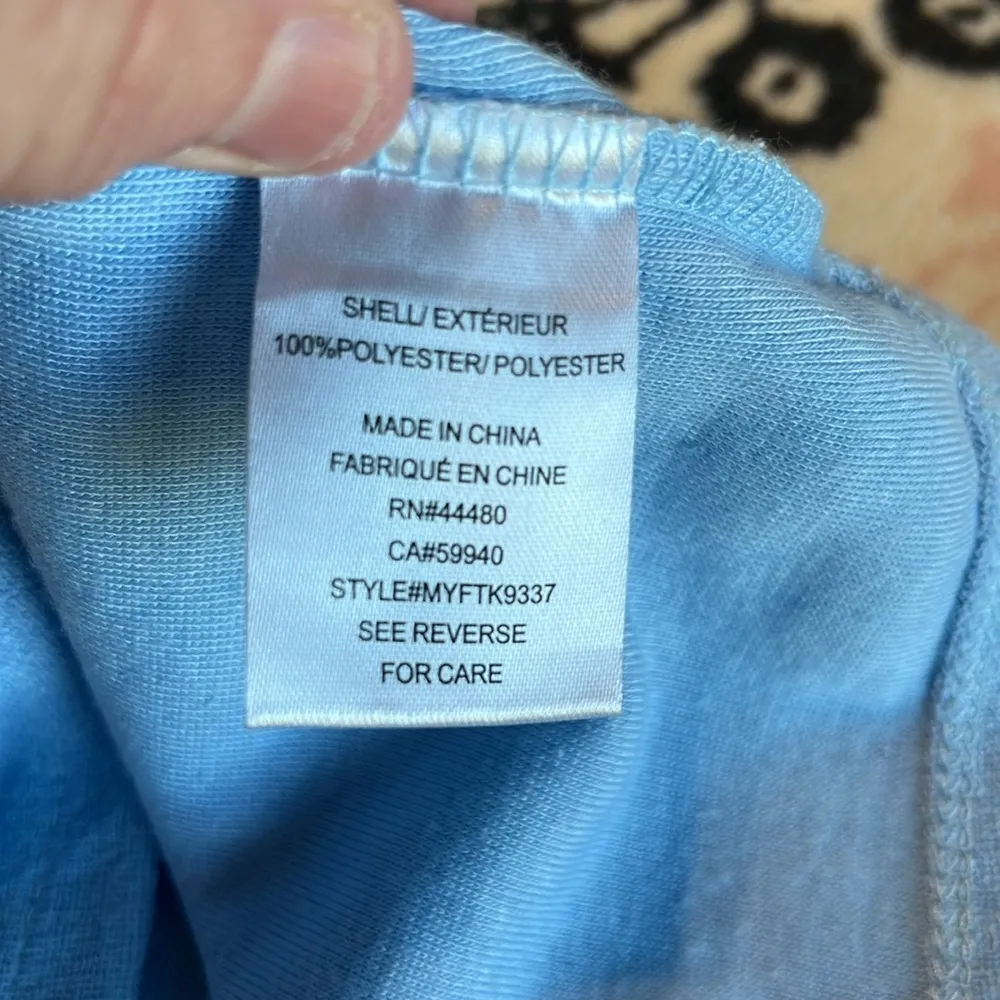 SHELL/ EXTÉRIEUR
100%POLYESTER/ POLYESTER
MADE IN CHINA
FABRIQUÉ EN CHINE
RN#44480
CA#59940
STYLE#MYFTK9337
SEE REVERSE
FOR CARE